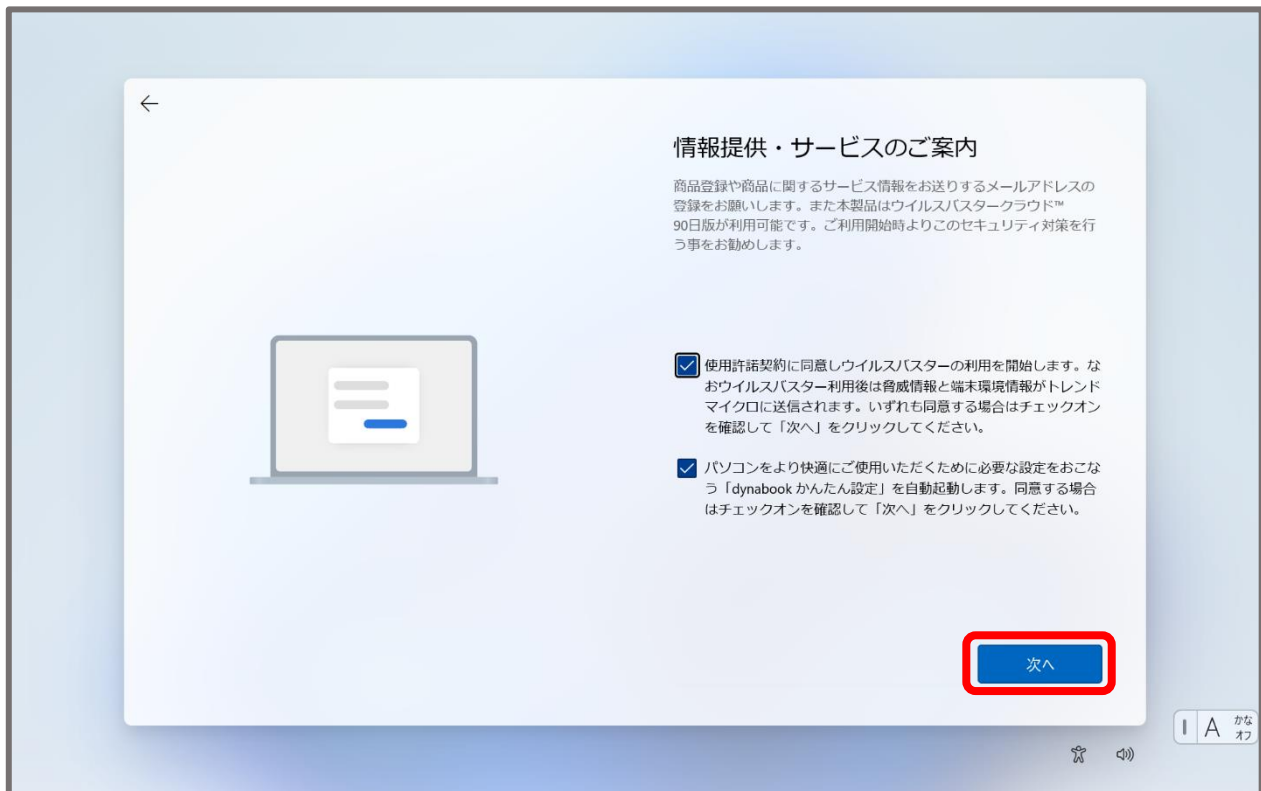 情報提供・サービスのご案内
商品登録や商品に関するサービス情報をお送りするメールアドレスの
登録をお願いします。また本製品はウイルスバスタークラウド™
90日版が利用可能です。ご利用開始時よりこのセキュリティ対策を行
う事をお勧めします。
使用許諾契約に同意しウイルスバスターの利用を開始します。な
おウイルスバスター利用後は脅威情報と端末環境情報がトレンド
マイクロに送信されます。いずれも同意する場合はチェックオン
を確認して「次へ」をクリックしてください。
パソコンをより快適にご使用いただくために必要な設定をおこな
う「dynabook かんたん設定」を自動起動します。同意する場合
はチェックオンを確認して「次へ」をクリックしてください。
次へ
A かな
オフ